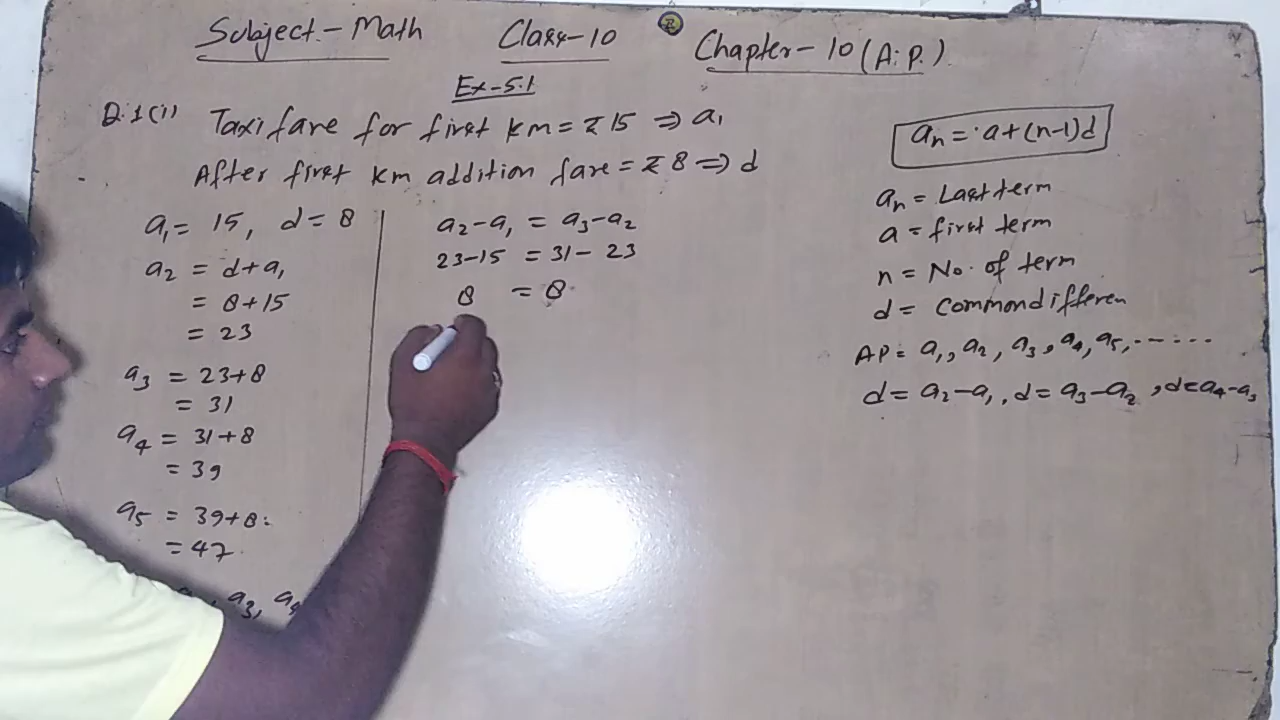 Subject - Math Class-10 Chapter - 10 (A.P.)
Ex-5.1
Q.1(i) Taxi fare for first km = ₹15 ⇒ a₁
After first km addition fare = ₹8 ⇒ d
a₁ = 15, d = 8
a₂ = d+a₁
= 8+15
= 23
a₃ = 23+8
= 31
a₄ = 31+8
= 39
a₅ = 39+8
= 47
a₃, a₄
a₂-a₁ = a₃-a₂
23-15 = 31-23
8 = 8
aₙ = a+(n-1)d
aₙ = Last term
a = first term
n = No. of term
d = Common differen
AP = a₁, a₂, a₃, a₄, a₅, ------
d = a₂-a₁, d = a₃-a₂, d = a₄-a₃